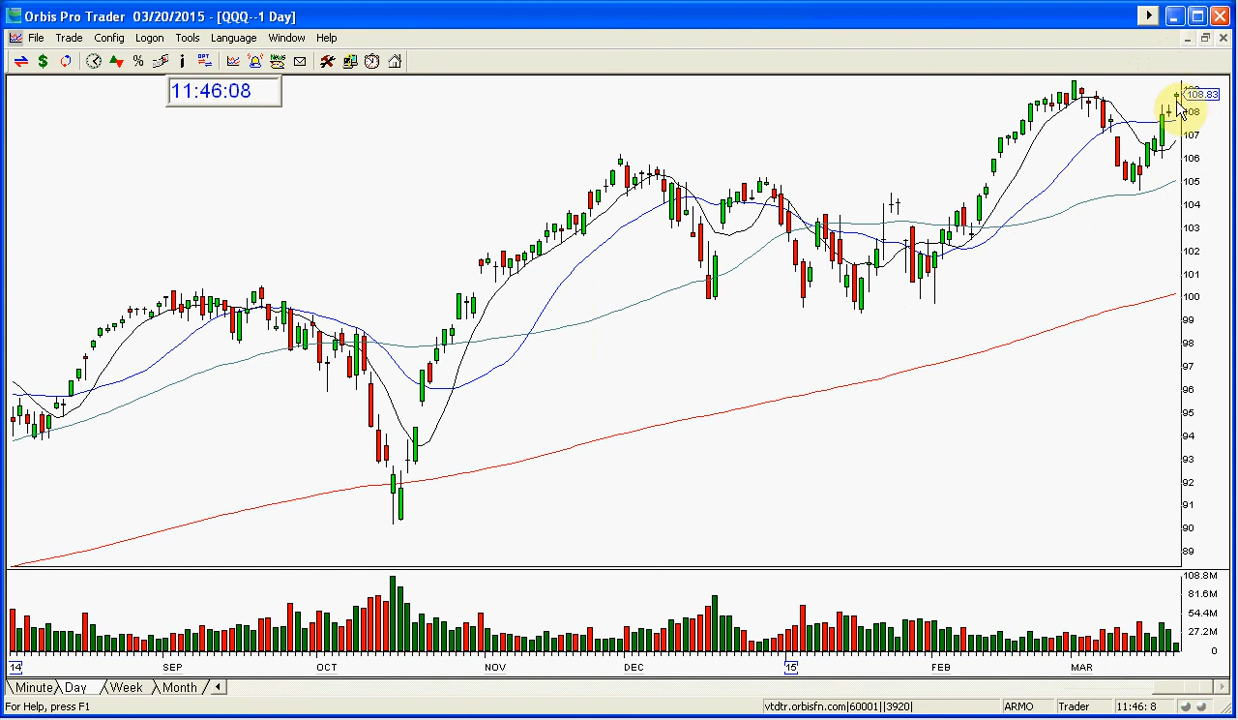 Orbis Pro Trader 03/20/2015 - [QQQ--1 Day]
File Trade Config Logon Tools Language Window Help
OPT
News
11:46:08
108.83
108
107
106
105
104
103
102
101
100
99
98
97
96
95
94
93
92
91
90
89
108.8M
81.6M
54.4M
27.2M
0
14 SEP OCT NOV DEC 15 FEB MAR
Minute Day Week Month
For Help, press F1 vtdtr.orbisfn.com|60001||3920| ARMO Trader 11:46: 8